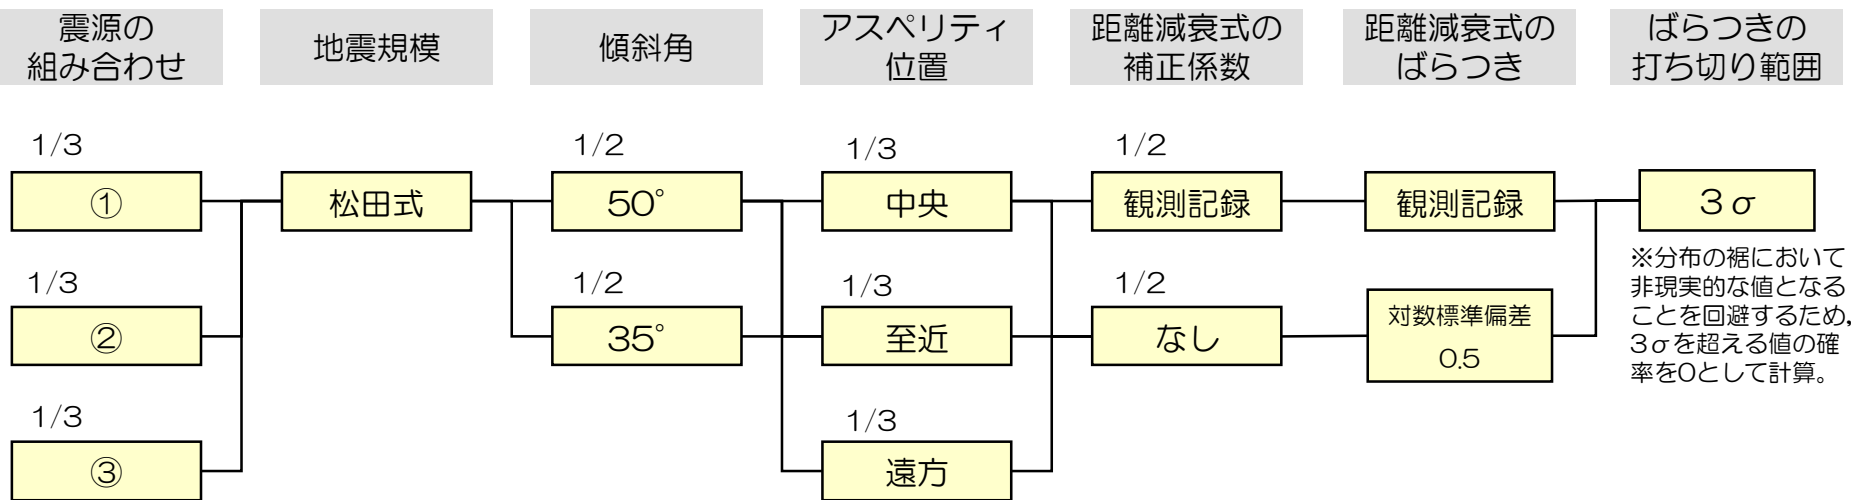 震源の
組み合わせ
地震規模
傾斜角
アスペリティ
位置
距離減衰式の
補正係数
距離減衰式の
ばらつき
ばらつきの
打ち切り範囲
1/3
1/2
1/3
1/2
①
松田式
50°
中央
観測記録
観測記録
3σ
1/3
1/2
1/3
1/2
②
35°
至近
なし
対数標準偏差
0.5
※分布の裾において
非現実的な値となる
ことを回避するため,
3σを超える値の確
率を0として計算。
1/3
1/3
③
遠方